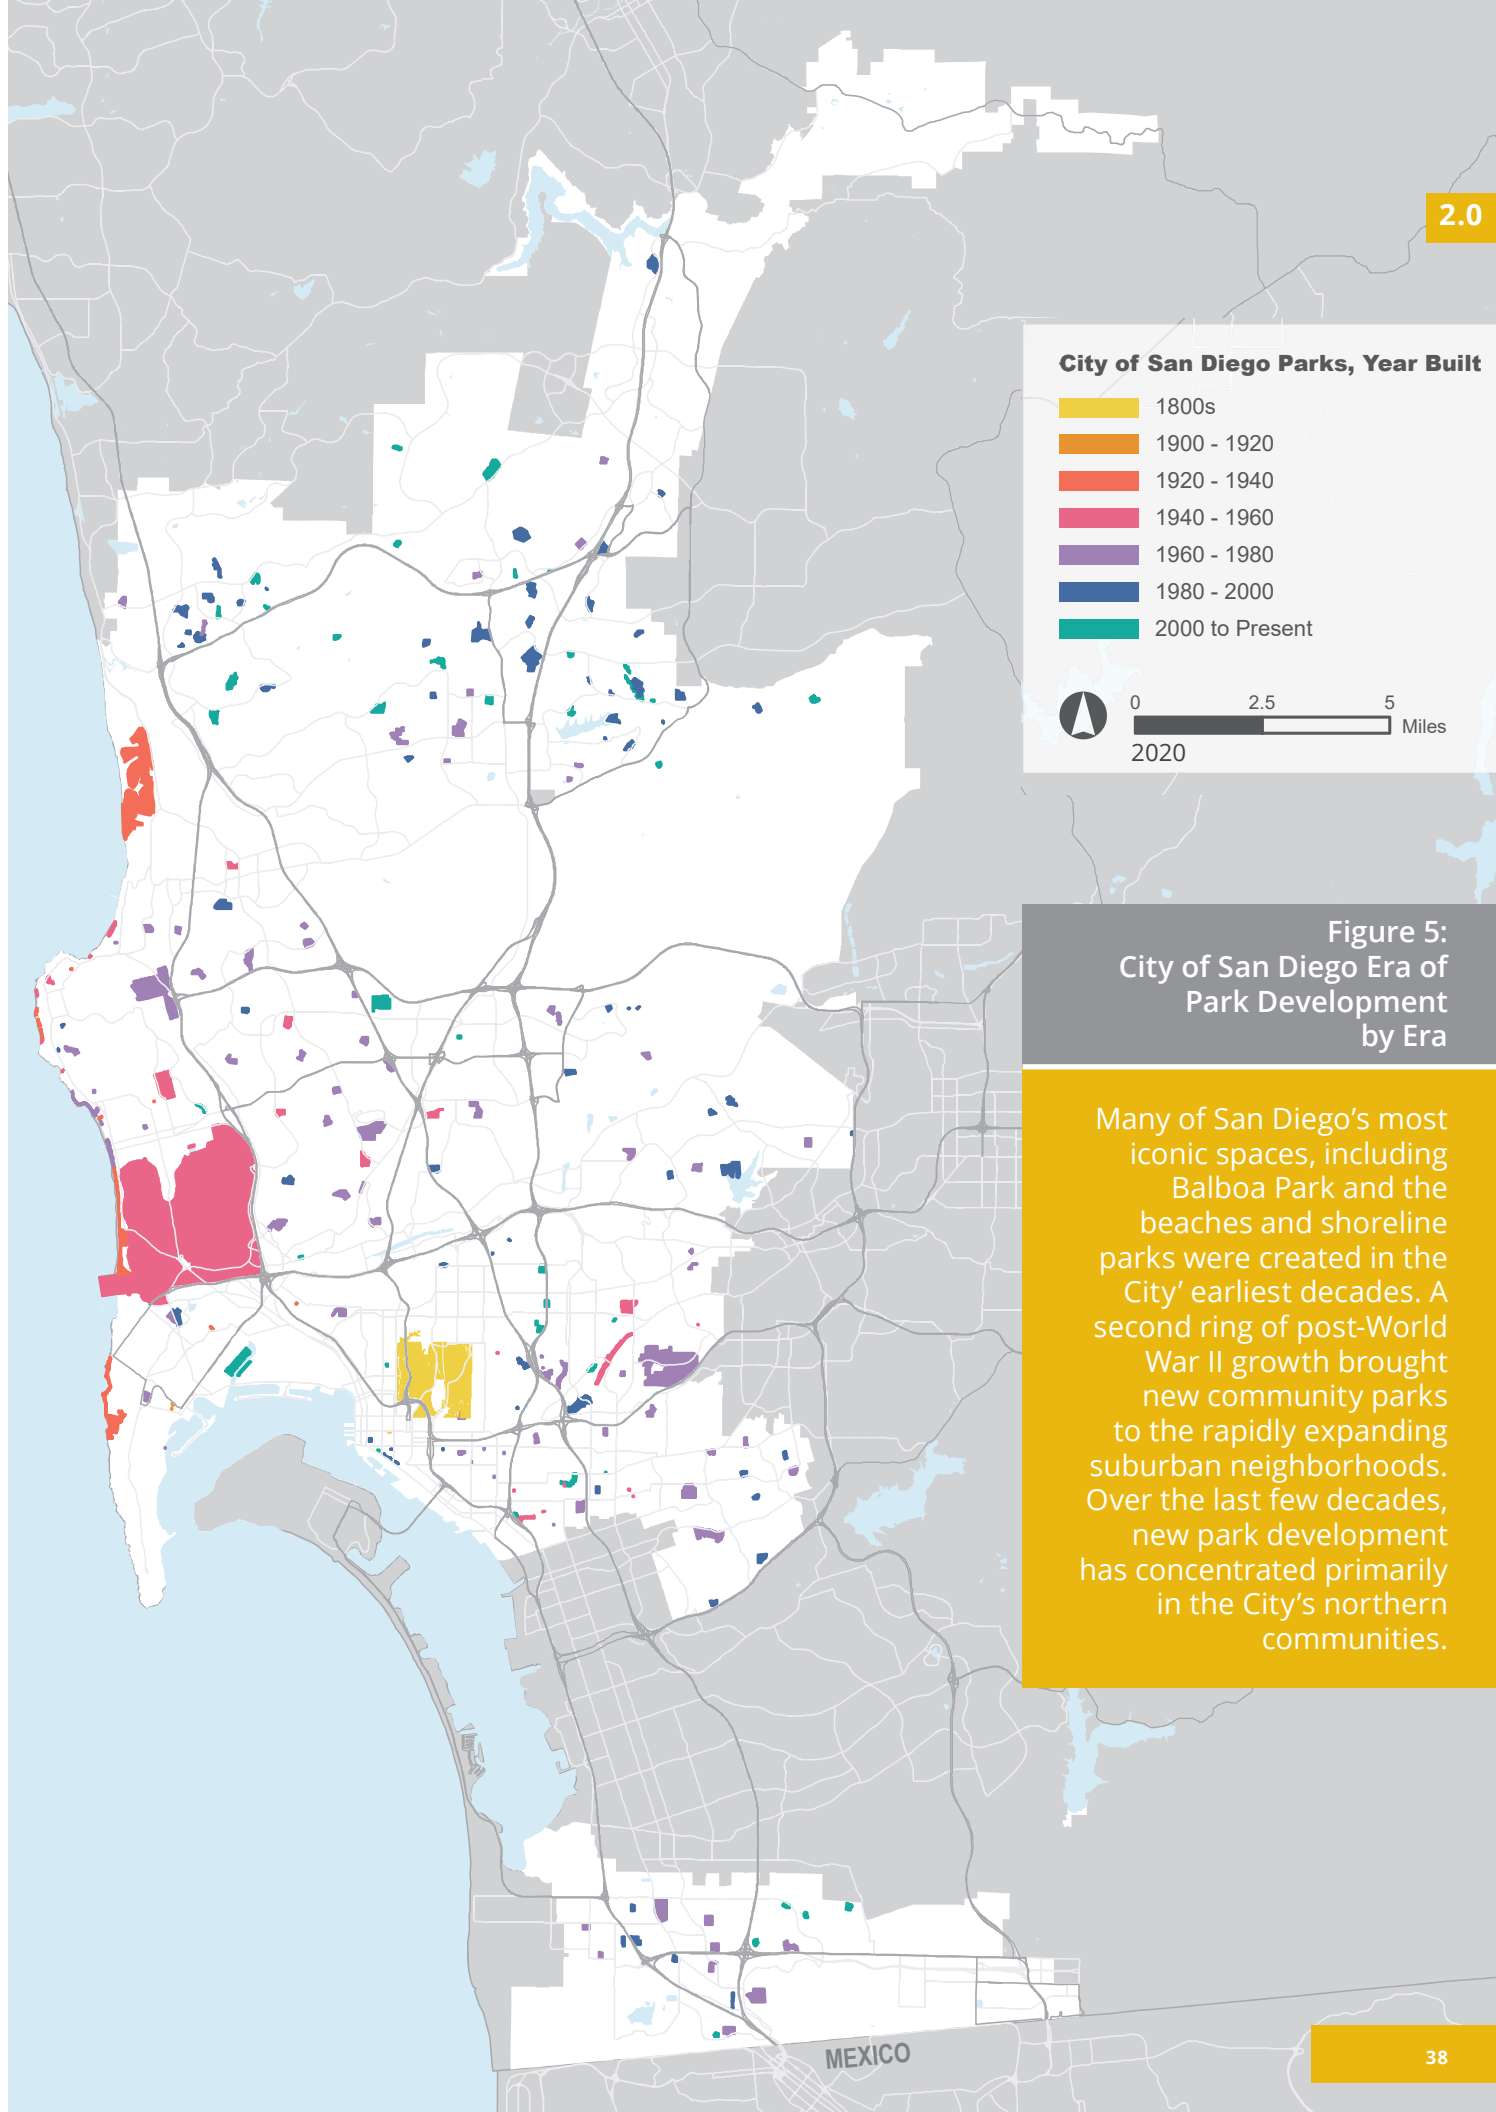 2.0
City of San Diego Parks, Year Built
1800s
1900 - 1920
1920 - 1940
1940 - 1960
1960 - 1980
1980 - 2000
2000 to Present
0 2.5 5
Miles
2020
Figure 5:
City of San Diego Era of
Park Development
by Era
Many of San Diego’s most
iconic spaces, including
Balboa Park and the
beaches and shoreline
parks were created in the
City’ earliest decades. A
second ring of post-World
War II growth brought
new community parks
to the rapidly expanding
suburban neighborhoods.
Over the last few decades,
new park development
has concentrated primarily
in the City’s northern
communities.
MEXICO
38